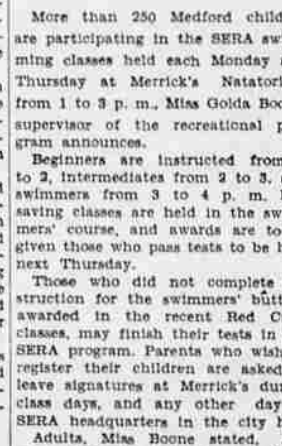 More than 250 Medford child
are participating in the SERA sw
ming classes held each Monday
Thursday at Merrick's Natatori
from 1 to 3 p. m., Miss Golda Boo
supervisor of the recreational p
gram announces.
Beginners are instructed from
to 2, intermediates from 2 to 3,
swimmers from 3 to 4 p. m.
saving classes are held in the sw
mers' course, and awards are to
given those who pass tests to be h
next Thursday.
Those who did not complete
struction for the swimmers' butt
awarded in the recent Red C
classes, may finish their tests in
SERA program. Parents who wish
register their children are asked
leave signatures at Merrick's dur
class days, and any other day
SERA headquarters in the city h
Adults, Miss Boone stated,